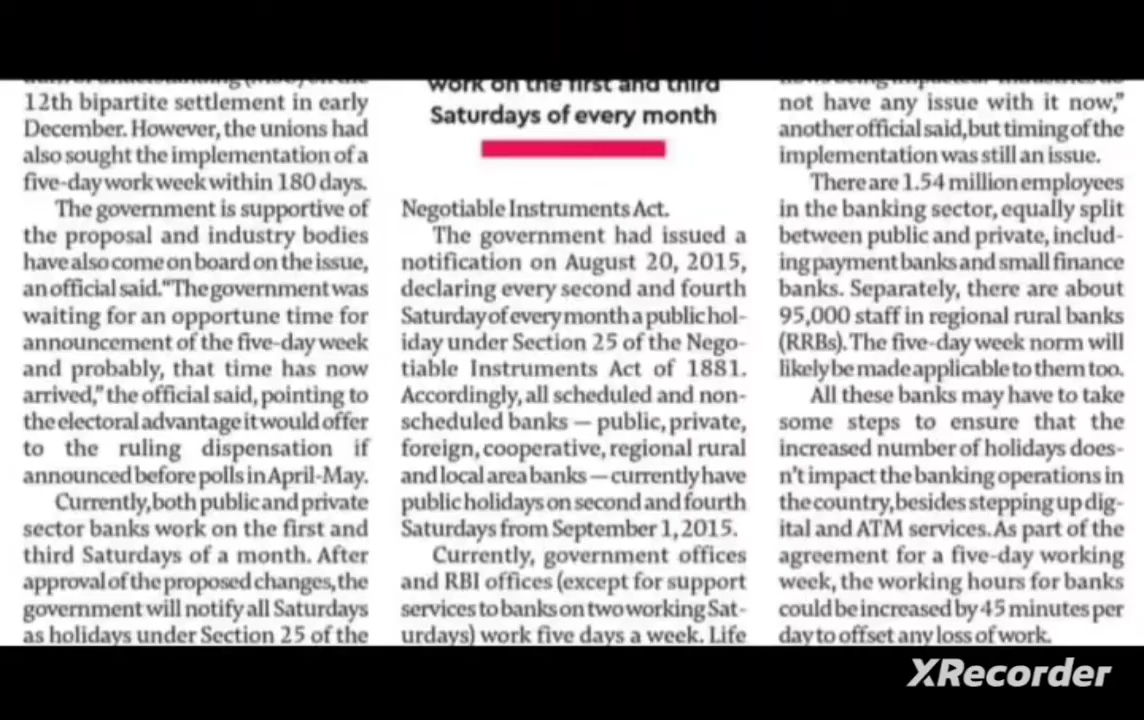 12th bipartite settlement in early
December. However, the unions had
also sought the implementation of a
five-day work week within 180 days.
The government is supportive of
the proposal and industry bodies
have also come on board on the issue,
an official said. "The government was
waiting for an opportune time for
announcement of the five-day week
and probably, that time has now
arrived," the official said, pointing to
the electoral advantage it would offer
to the ruling dispensation if
announced before polls in April-May.
Currently, both public and private
sector banks work on the first and
third Saturdays of a month. After
approval of the proposed changes, the
government will notify all Saturdays
as holidays under Section 25 of the
work on the first and third
Saturdays of every month
Negotiable Instruments Act.
The government had issued a
notification on August 20, 2015,
declaring every second and fourth
Saturday of every month a public hol-
iday under Section 25 of the Nego-
tiable Instruments Act of 1881.
Accordingly, all scheduled and non-
scheduled banks — public, private,
foreign, cooperative, regional rural
and local area banks — currently have
public holidays on second and fourth
Saturdays from September 1, 2015.
Currently, government offices
and RBI offices (except for support
services to banks on two working Sat-
urdays) work five days a week. Life
not have any issue with it now,"
another official said, but timing of the
implementation was still an issue.
There are 1.54 million employees
in the banking sector, equally split
between public and private, includ-
ing payment banks and small finance
banks. Separately, there are about
95,000 staff in regional rural banks
(RRBs). The five-day week norm will
likely be made applicable to them too.
All these banks may have to take
some steps to ensure that the
increased number of holidays does-
n't impact the banking operations in
the country, besides stepping up dig-
ital and ATM services. As part of the
agreement for a five-day working
week, the working hours for banks
could be increased by 45 minutes per
day to offset any loss of work.
XRecorder